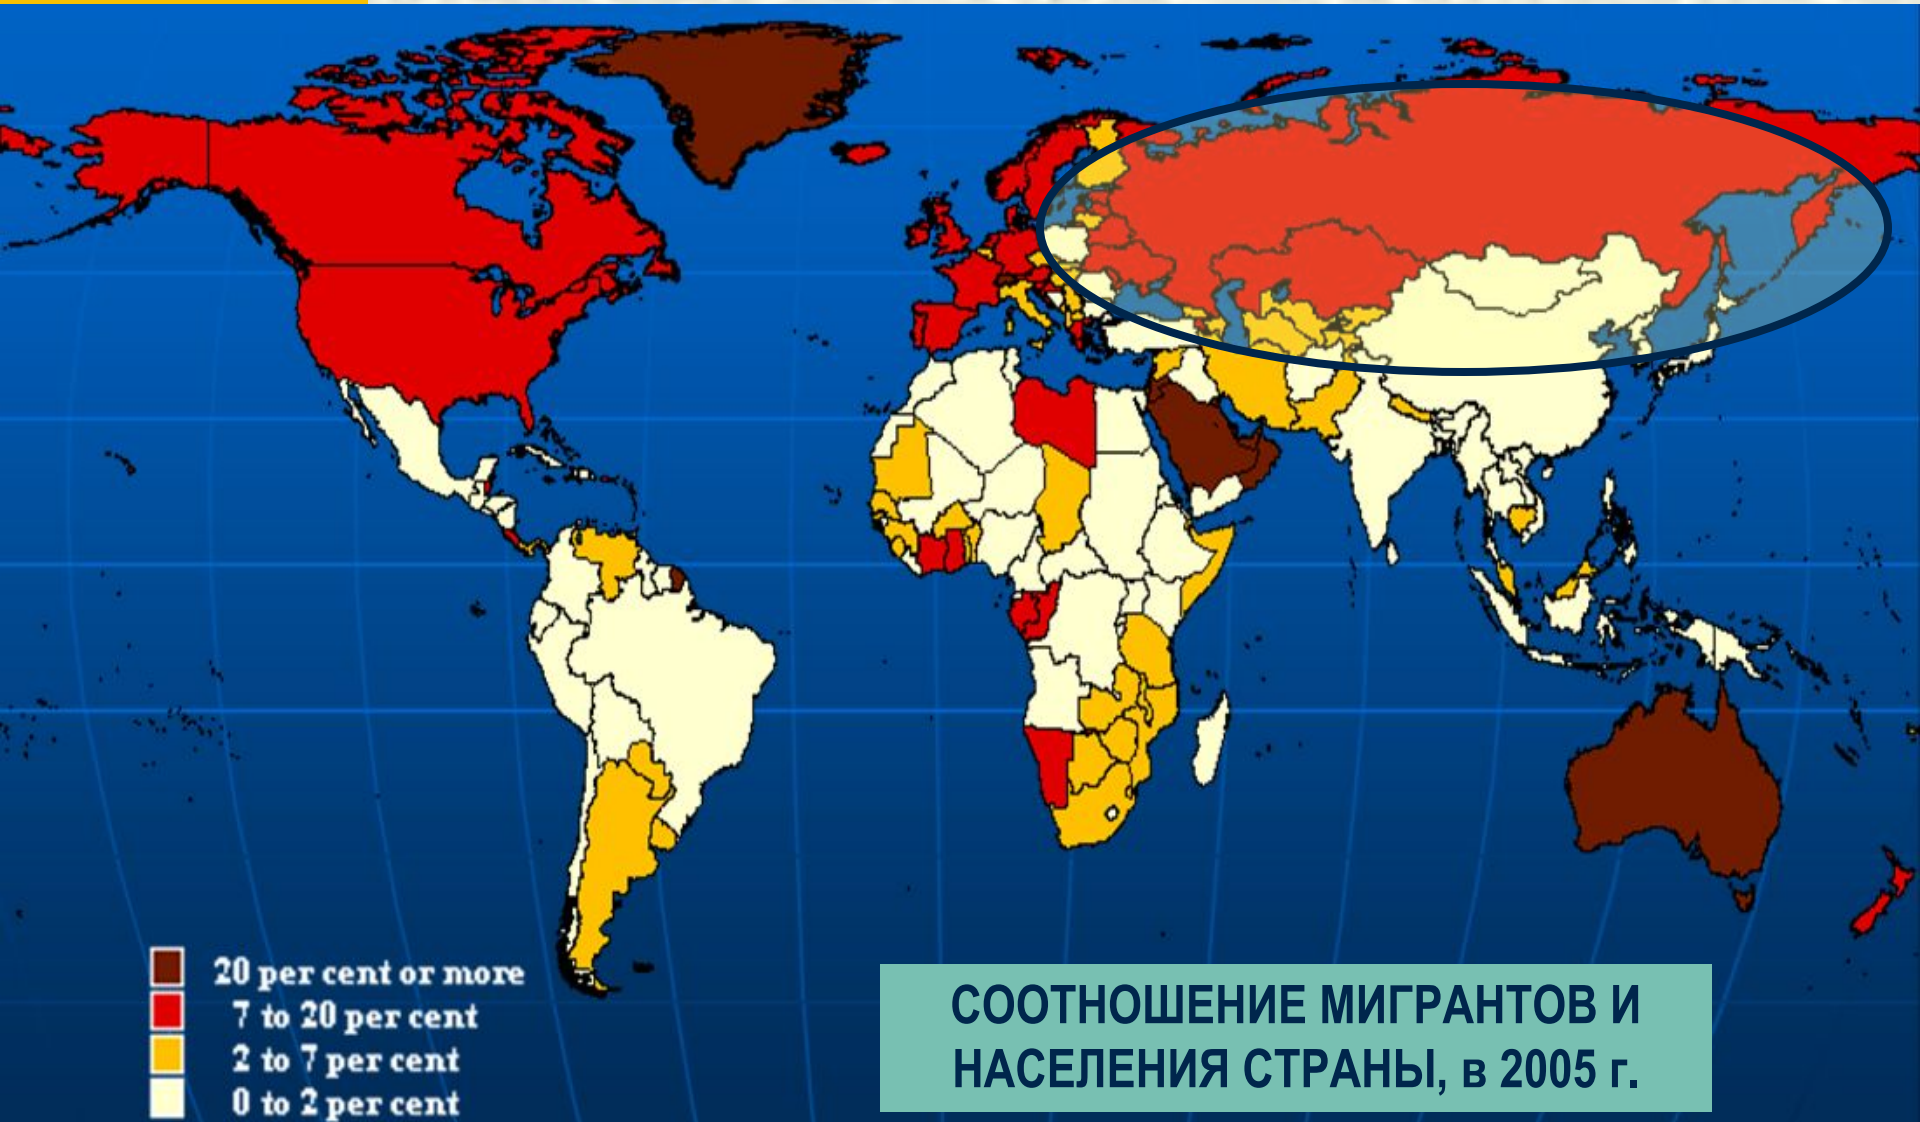 20 per cent or more
7 to 20 per cent
2 to 7 per cent
0 to 2 per cent
СООТНОШЕНИЕ МИГРАНТОВ И
НАСЕЛЕНИЯ СТРАНЫ, в 2005 г.